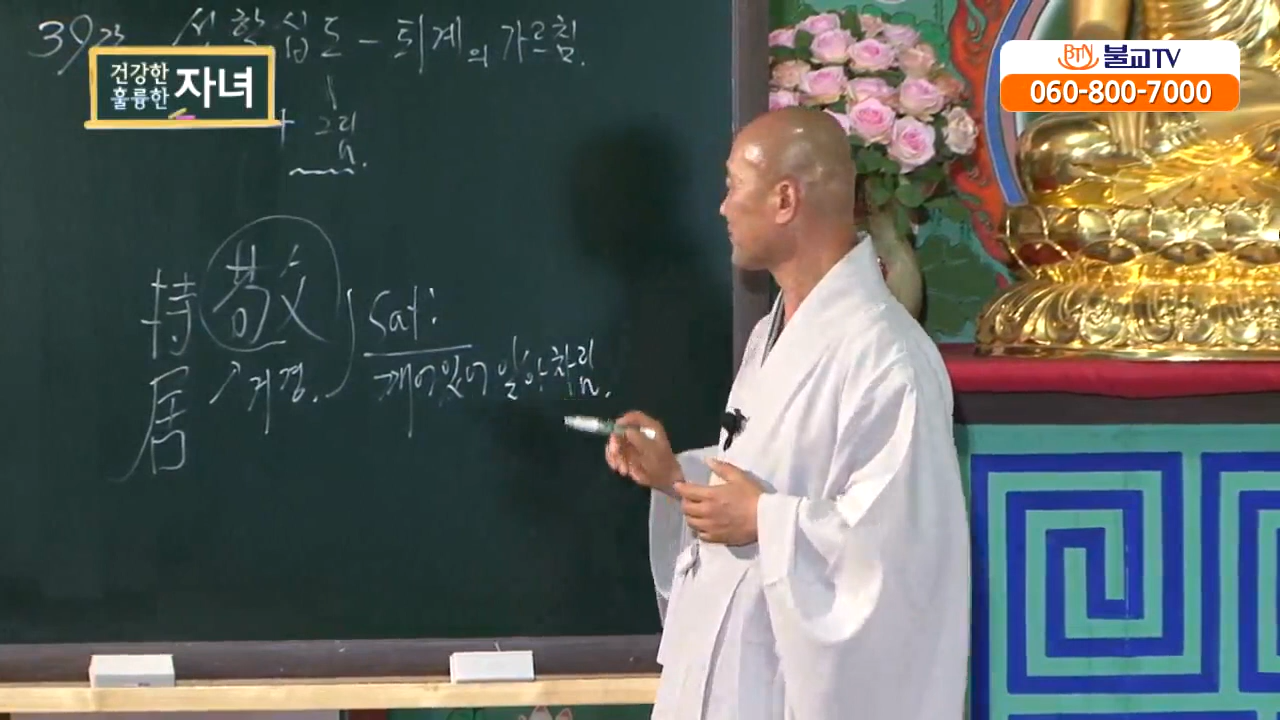 39강 성학십도 - 퇴계의 가르침.
건강한
훌륭한 자녀
그림
BTN 불교TV
060-800-7000
持 敬
居
거경.
Sati
깨어있어 알아차림.